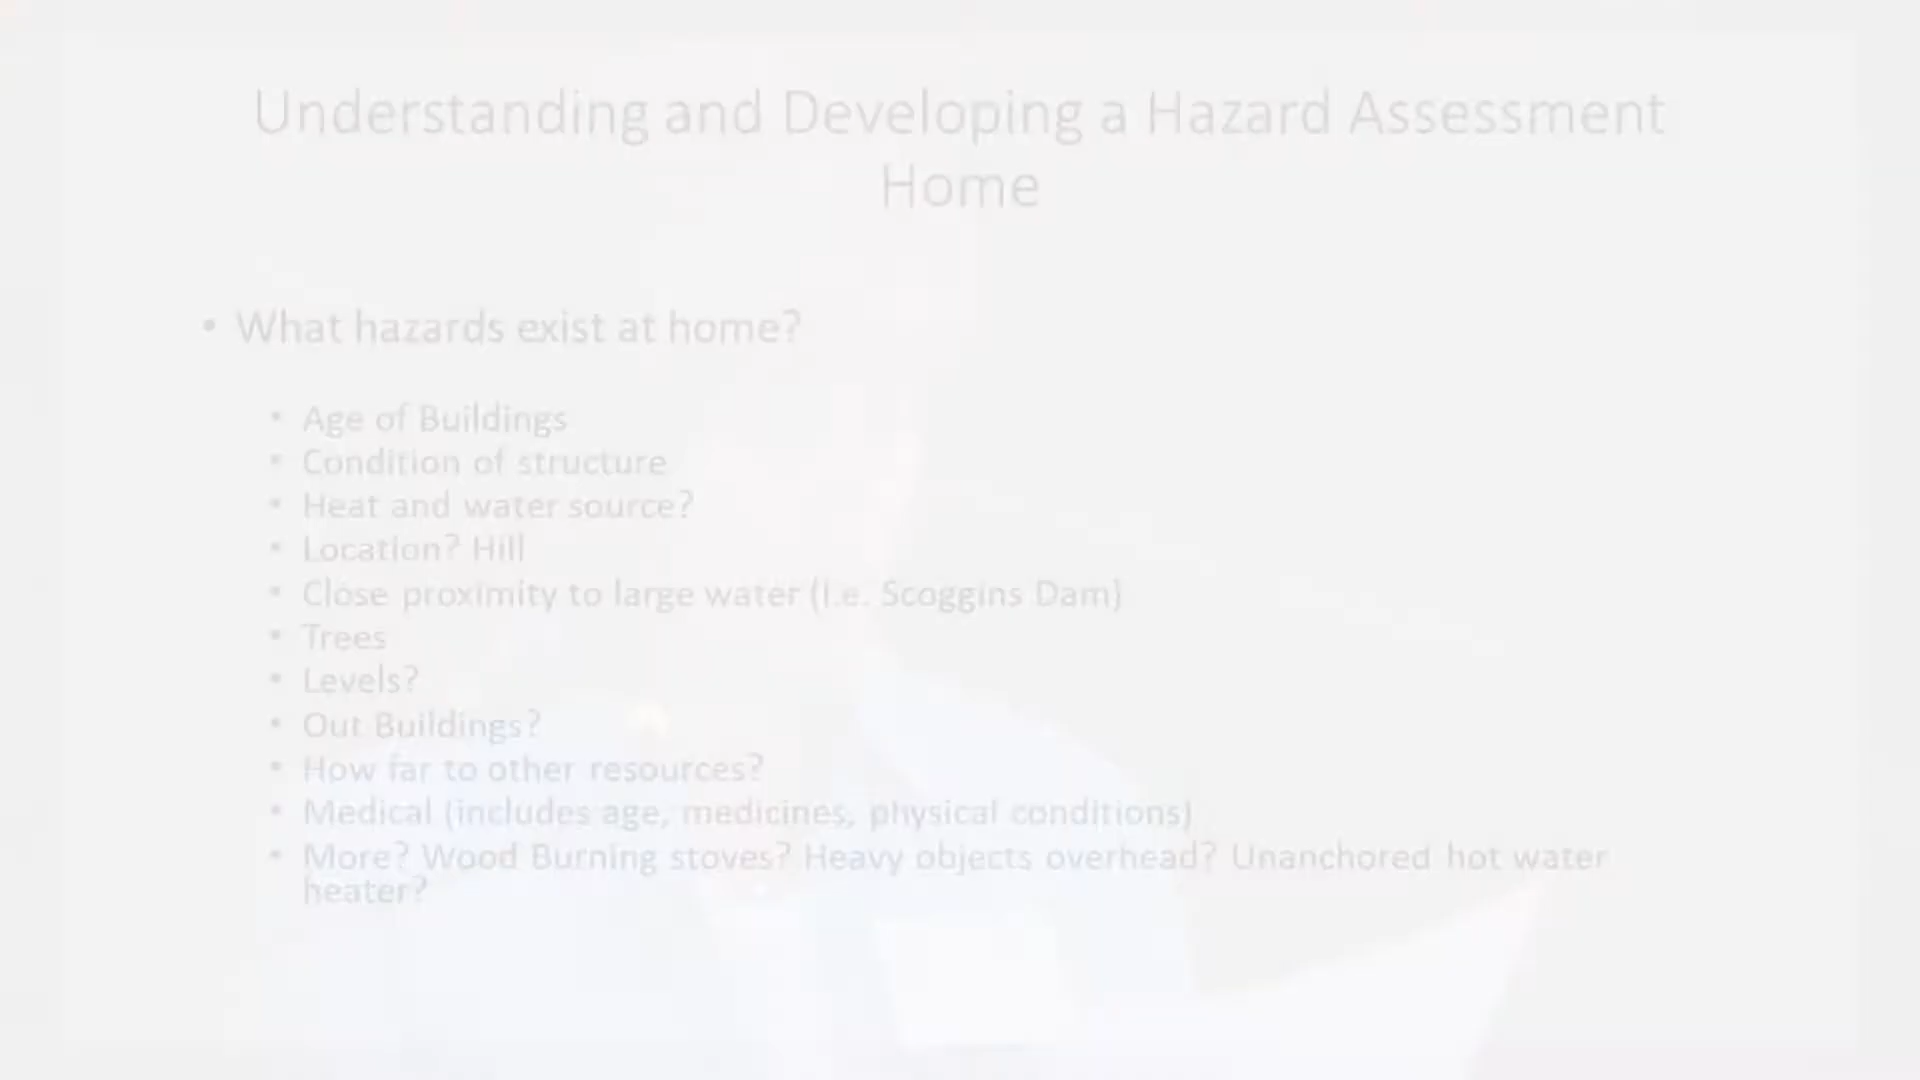 Understanding and Developing a Hazard Assessment
Home
• What hazards exist at home?
• Age of Buildings
• Condition of structure
• Heat and water source?
• Location? Hill
• Close proximity to large water (I.e. Scoggins Dam)
• Trees
• Levels?
• Out Buildings?
• How far to other resources?
• Medical (includes age, medicines, physical conditions)
• More? Wood Burning stoves? Heavy objects overhead? Unanchored hot water
heater?